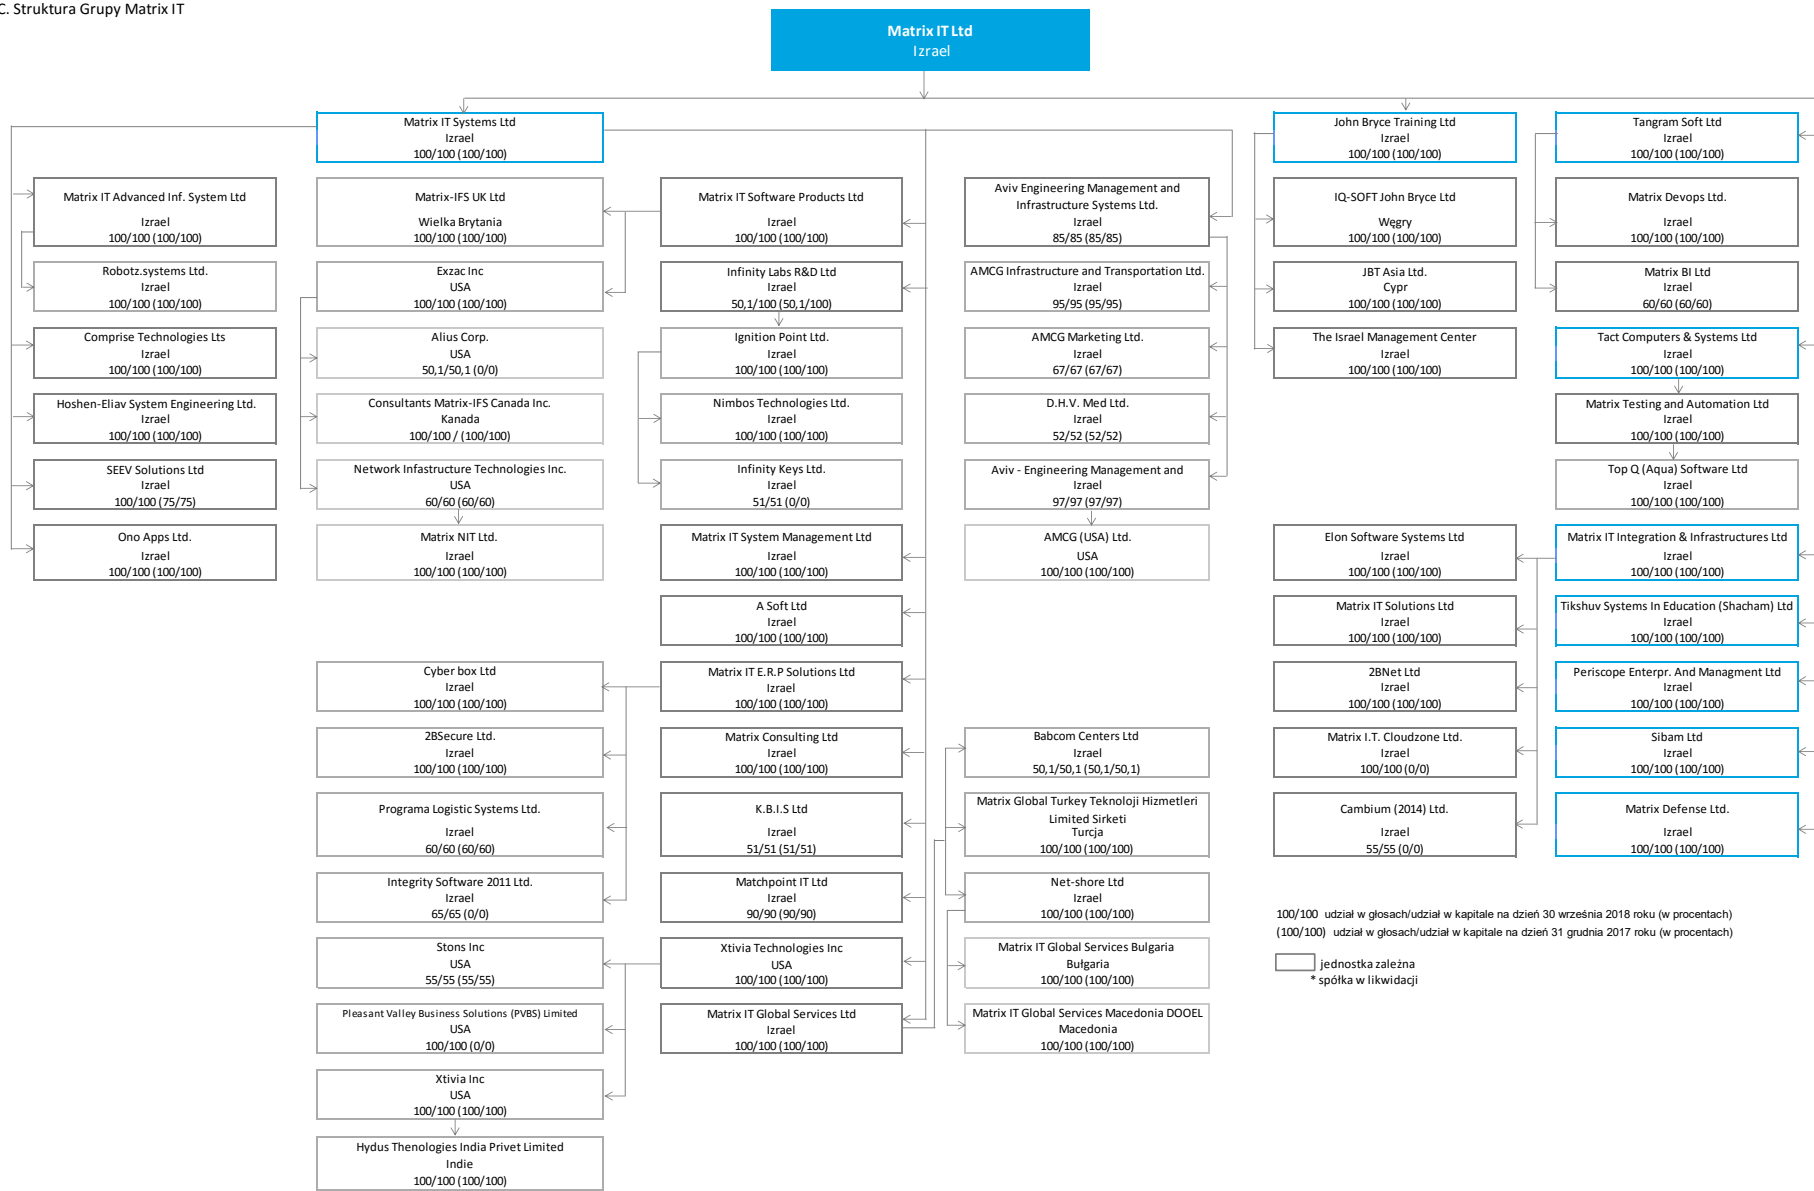 C. Struktura Grupy Matrix IT
Matrix IT Ltd
Izrael
Matrix IT Systems Ltd
Izrael
100/100 (100/100)
John Bryce Training Ltd
Izrael
100/100 (100/100)
Tangram Soft Ltd
Izrael
100/100 (100/100)
Matrix IT Advanced Inf. System Ltd
Izrael
100/100 (100/100)
Matrix-IFS UK Ltd
Wielka Brytania
100/100 (100/100)
Matrix IT Software Products Ltd
Izrael
100/100 (100/100)
Aviv Engineering Management and
Infrastructure Systems Ltd.
Izrael
85/85 (85/85)
IQ-SOFT John Bryce Ltd
Węgry
100/100 (100/100)
Matrix Devops Ltd.
Izrael
100/100 (100/100)
Robotz.systems Ltd.
Izrael
100/100 (100/100)
Exzac Inc
USA
100/100 (100/100)
Infinity Labs R&D Ltd
Izrael
50,1/100 (50,1/100)
AMCG Infrastructure and Transportation Ltd.
Izrael
95/95 (95/95)
JBT Asia Ltd.
Cypr
100/100 (100/100)
Matrix BI Ltd
Izrael
60/60 (60/60)
Comprise Technologies Lts
Izrael
100/100 (100/100)
Alius Corp.
USA
50,1/50,1 (0/0)
Ignition Point Ltd.
Izrael
100/100 (100/100)
AMCG Marketing Ltd.
Izrael
67/67 (67/67)
The Israel Management Center
Izrael
100/100 (100/100)
Tact Computers & Systems Ltd
Izrael
100/100 (100/100)
Hoshen-Eliav System Engineering Ltd.
Izrael
100/100 (100/100)
Consultants Matrix-IFS Canada Inc.
Kanada
100/100 / (100/100)
Nimbos Technologies Ltd.
Izrael
100/100 (100/100)
D.H.V. Med Ltd.
Izrael
52/52 (52/52)
Matrix Testing and Automation Ltd
Izrael
100/100 (100/100)
SEEV Solutions Ltd
Izrael
100/100 (75/75)
Network Infastructure Technologies Inc.
USA
60/60 (60/60)
Infinity Keys Ltd.
Izrael
51/51 (0/0)
Aviv - Engineering Management and
Izrael
97/97 (97/97)
Top Q (Aqua) Software Ltd
Izrael
100/100 (100/100)
Ono Apps Ltd.
Izrael
100/100 (100/100)
Matrix NIT Ltd.
Izrael
100/100 (100/100)
Matrix IT System Management Ltd
Izrael
100/100 (100/100)
AMCG (USA) Ltd.
USA
100/100 (100/100)
Elon Software Systems Ltd
Izrael
100/100 (100/100)
Matrix IT Integration & Infrastructures Ltd
Izrael
100/100 (100/100)
A Soft Ltd
Izrael
100/100 (100/100)
Matrix IT Solutions Ltd
Izrael
100/100 (100/100)
Tikshuv Systems In Education (Shacham) Ltd
Izrael
100/100 (100/100)
Cyber box Ltd
Izrael
100/100 (100/100)
Matrix IT E.R.P Solutions Ltd
Izrael
100/100 (100/100)
2BNet Ltd
Izrael
100/100 (100/100)
Periscope Enterpr. And Managment Ltd
Izrael
100/100 (100/100)
2BSecure Ltd.
Izrael
100/100 (100/100)
Matrix Consulting Ltd
Izrael
100/100 (100/100)
Babcom Centers Ltd
Izrael
50,1/50,1 (50,1/50,1)
Matrix I.T. Cloudzone Ltd.
Izrael
100/100 (0/0)
Sibam Ltd
Izrael
100/100 (100/100)
Programa Logistic Systems Ltd.
Izrael
60/60 (60/60)
K.B.I.S Ltd
Izrael
51/51 (51/51)
Matrix Global Turkey Teknoloji Hizmetleri
Limited Sirketi
Turcja
100/100 (100/100)
Cambium (2014) Ltd.
Izrael
55/55 (0/0)
Matrix Defense Ltd.
Izrael
100/100 (100/100)
Integrity Software 2011 Ltd.
Izrael
65/65 (0/0)
Matchpoint IT Ltd
Izrael
90/90 (90/90)
Net-shore Ltd
Izrael
100/100 (100/100)
100/100 udział w głosach/udział w kapitale na dzień 30 września 2018 roku (w procentach)
(100/100) udział w głosach/udział w kapitale na dzień 31 grudnia 2017 roku (w procentach)
Stons Inc
USA
55/55 (55/55)
Xtivia Technologies Inc
USA
100/100 (100/100)
Matrix IT Global Services Bulgaria
Bułgaria
100/100 (100/100)
jednostka zależna
* spółka w likwidacji
Pleasant Valley Business Solutions (PVBS) Limited
USA
100/100 (0/0)
Matrix IT Global Services Ltd
Izrael
100/100 (100/100)
Matrix IT Global Services Macedonia DOOEL
Macedonia
100/100 (100/100)
Xtivia Inc
USA
100/100 (100/100)
Hydus Thenologies India Privet Limited
Indie
100/100 (100/100)